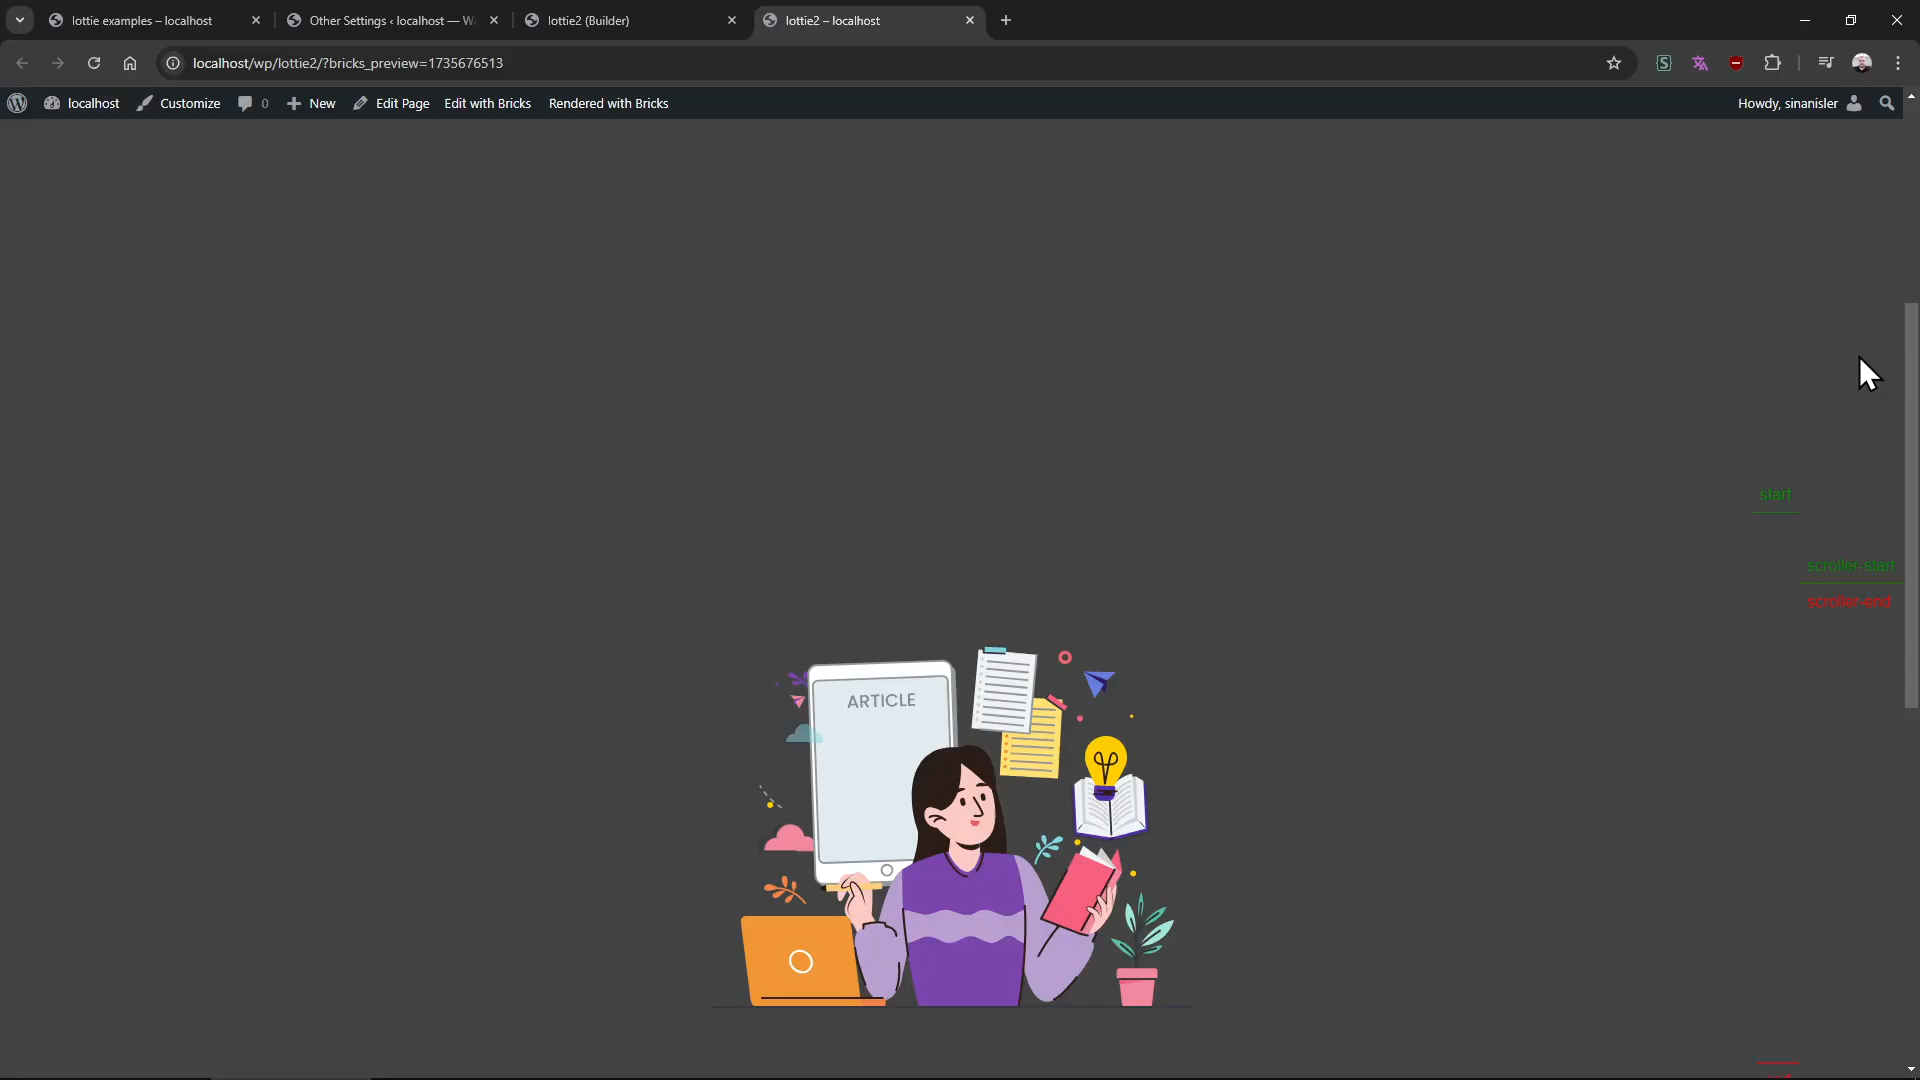 lottie examples – localhost
Other Settings ‹ localhost — W
lottie2 (Builder)
lottie2 – localhost
localhost/wp/lottie2/?bricks_preview=1735676513
localhost
Customize
0
New
Edit Page
Edit with Bricks
Rendered with Bricks
Howdy, sinanisler
start
scroller-start
scroller-end
ARTICLE